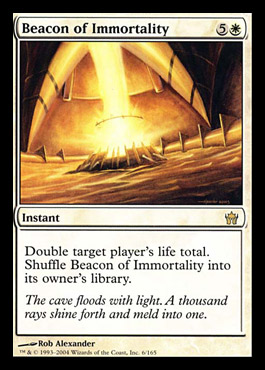 Beacon of Immortality 5
Instant
Double target player's life total.
Shuffle Beacon of Immortality into
its owner's library.
The cave floods with light. A thousand
rays shine forth and meld into one.
Rob Alexander
™ & © 1993–2004 Wizards of the Coast, Inc. 6/165